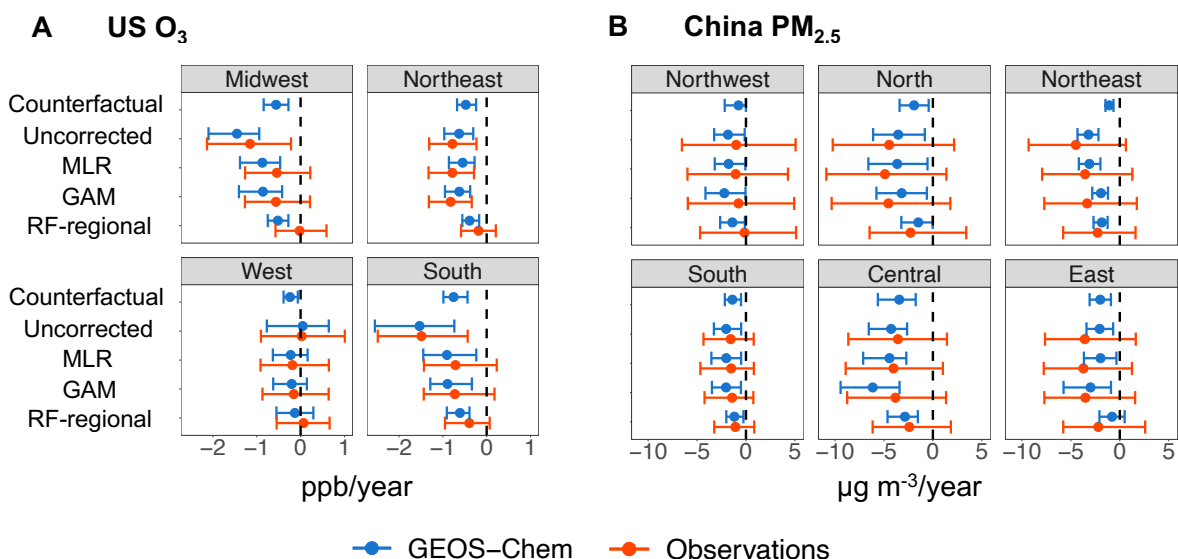 A US O₃
B China PM₂.₅
Midwest Northeast
Counterfactual
Uncorrected
MLR
GAM
RF-regional
West South
Counterfactual
Uncorrected
MLR
GAM
RF-regional
−2 −1 0 1 −2 −1 0 1
ppb/year
Northwest North Northeast
South Central East
−10 −5 0 5 −10 −5 0 5 −10 −5 0 5
µg m⁻³/year
GEOS−Chem Observations